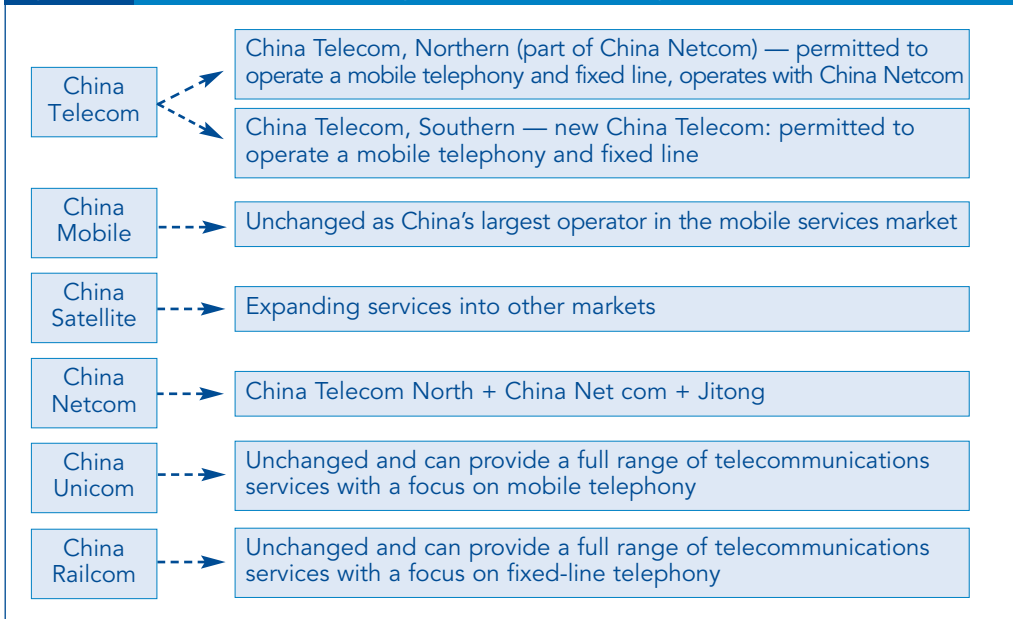 China
Telecom
China Telecom, Northern (part of China Netcom) — permitted to
operate a mobile telephony and fixed line, operates with China Netcom
China Telecom, Southern — new China Telecom: permitted to
operate a mobile telephony and fixed line
China
Mobile
Unchanged as China's largest operator in the mobile services market
China
Satellite
Expanding services into other markets
China
Netcom
China Telecom North + China Net com + Jitong
China
Unicom
Unchanged and can provide a full range of telecommunications
services with a focus on mobile telephony
China
Railcom
Unchanged and can provide a full range of telecommunications
services with a focus on fixed-line telephony